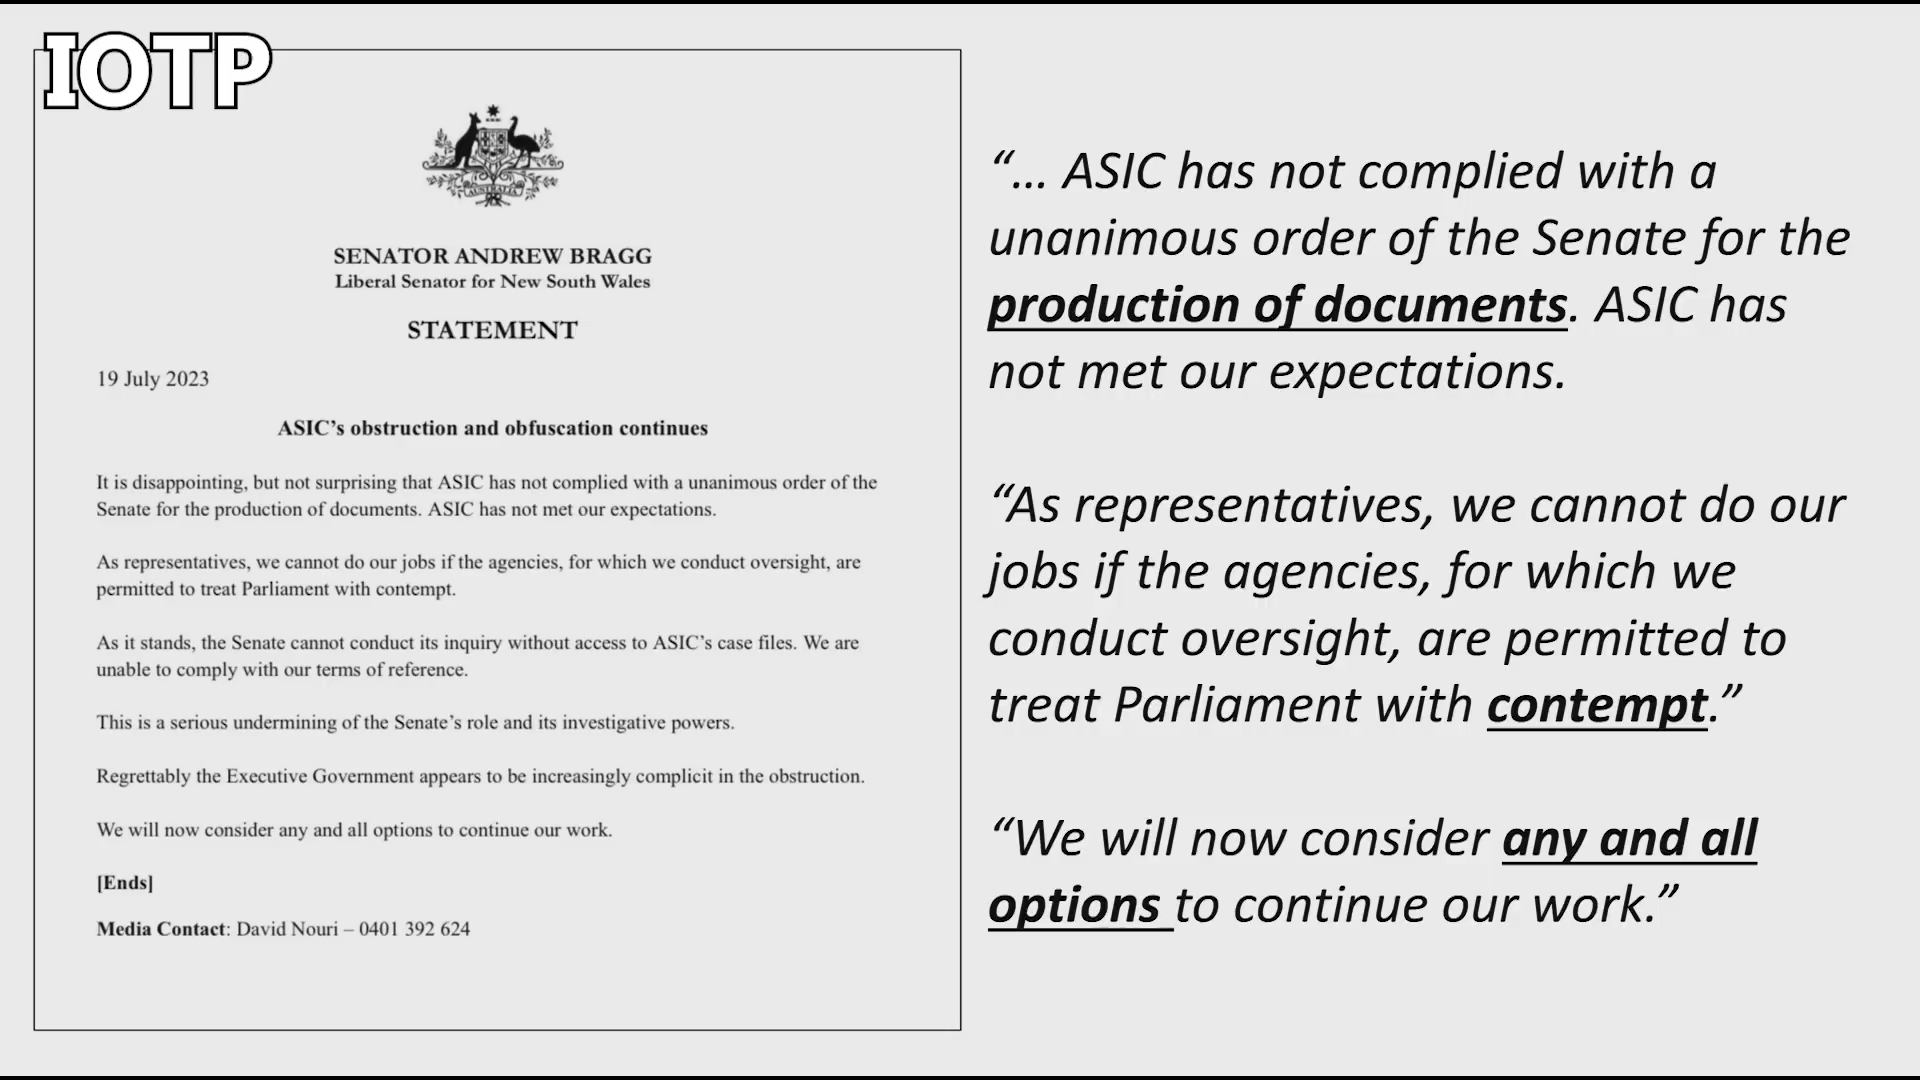 IOTP
AUSTRALIA
SENATOR ANDREW BRAGG
Liberal Senator for New South Wales
STATEMENT
19 July 2023
ASIC’s obstruction and obfuscation continues
It is disappointing, but not surprising that ASIC has not complied with a unanimous order of the
Senate for the production of documents. ASIC has not met our expectations.
As representatives, we cannot do our jobs if the agencies, for which we conduct oversight, are
permitted to treat Parliament with contempt.
As it stands, the Senate cannot conduct its inquiry without access to ASIC’s case files. We are
unable to comply with our terms of reference.
This is a serious undermining of the Senate’s role and its investigative powers.
Regrettably the Executive Government appears to be increasingly complicit in the obstruction.
We will now consider any and all options to continue our work.
[Ends]
Media Contact: David Nouri – 0401 392 624
“... ASIC has not complied with a
unanimous order of the Senate for the
production of documents. ASIC has
not met our expectations.
“As representatives, we cannot do our
jobs if the agencies, for which we
conduct oversight, are permitted to
treat Parliament with contempt.”
“We will now consider any and all
options to continue our work.”